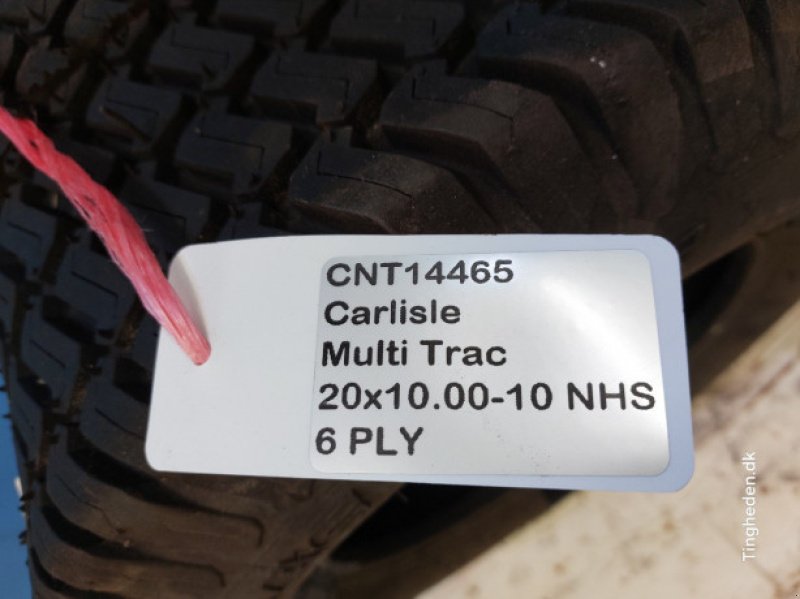 CNT14465
Carlisle
Multi Trac
20x10.00-10 NHS
6 PLY
Tingheden.dk